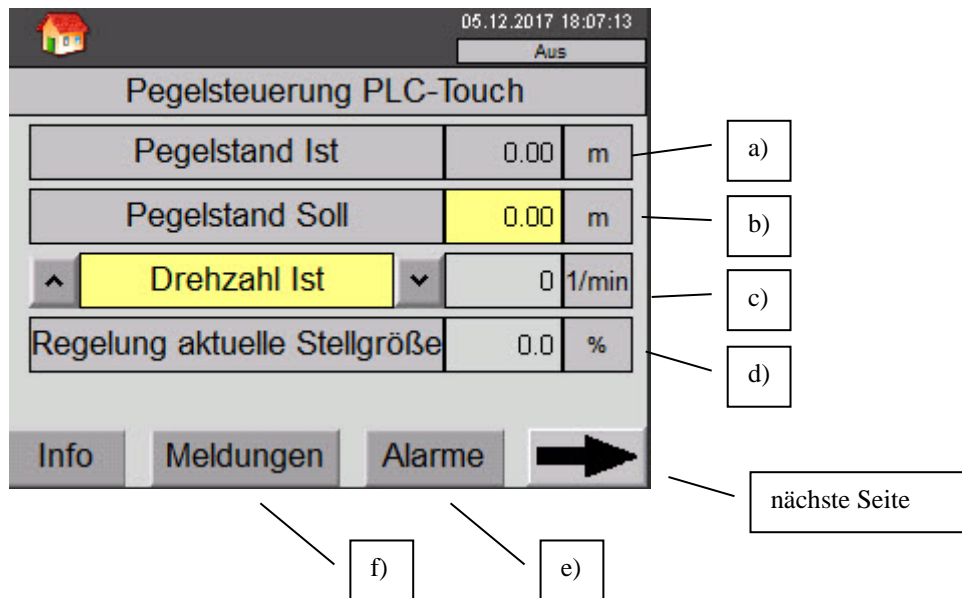 05.12.2017 18:07:13
Aus
Pegelsteuerung PLC-Touch
Pegelstand Ist 0.00 m a)
Pegelstand Soll 0.00 m b)
Drehzahl Ist 0 1/min c)
Regelung aktuelle Stellgröße 0.0 % d)
Info Meldungen Alarme
nächste Seite
f) e)